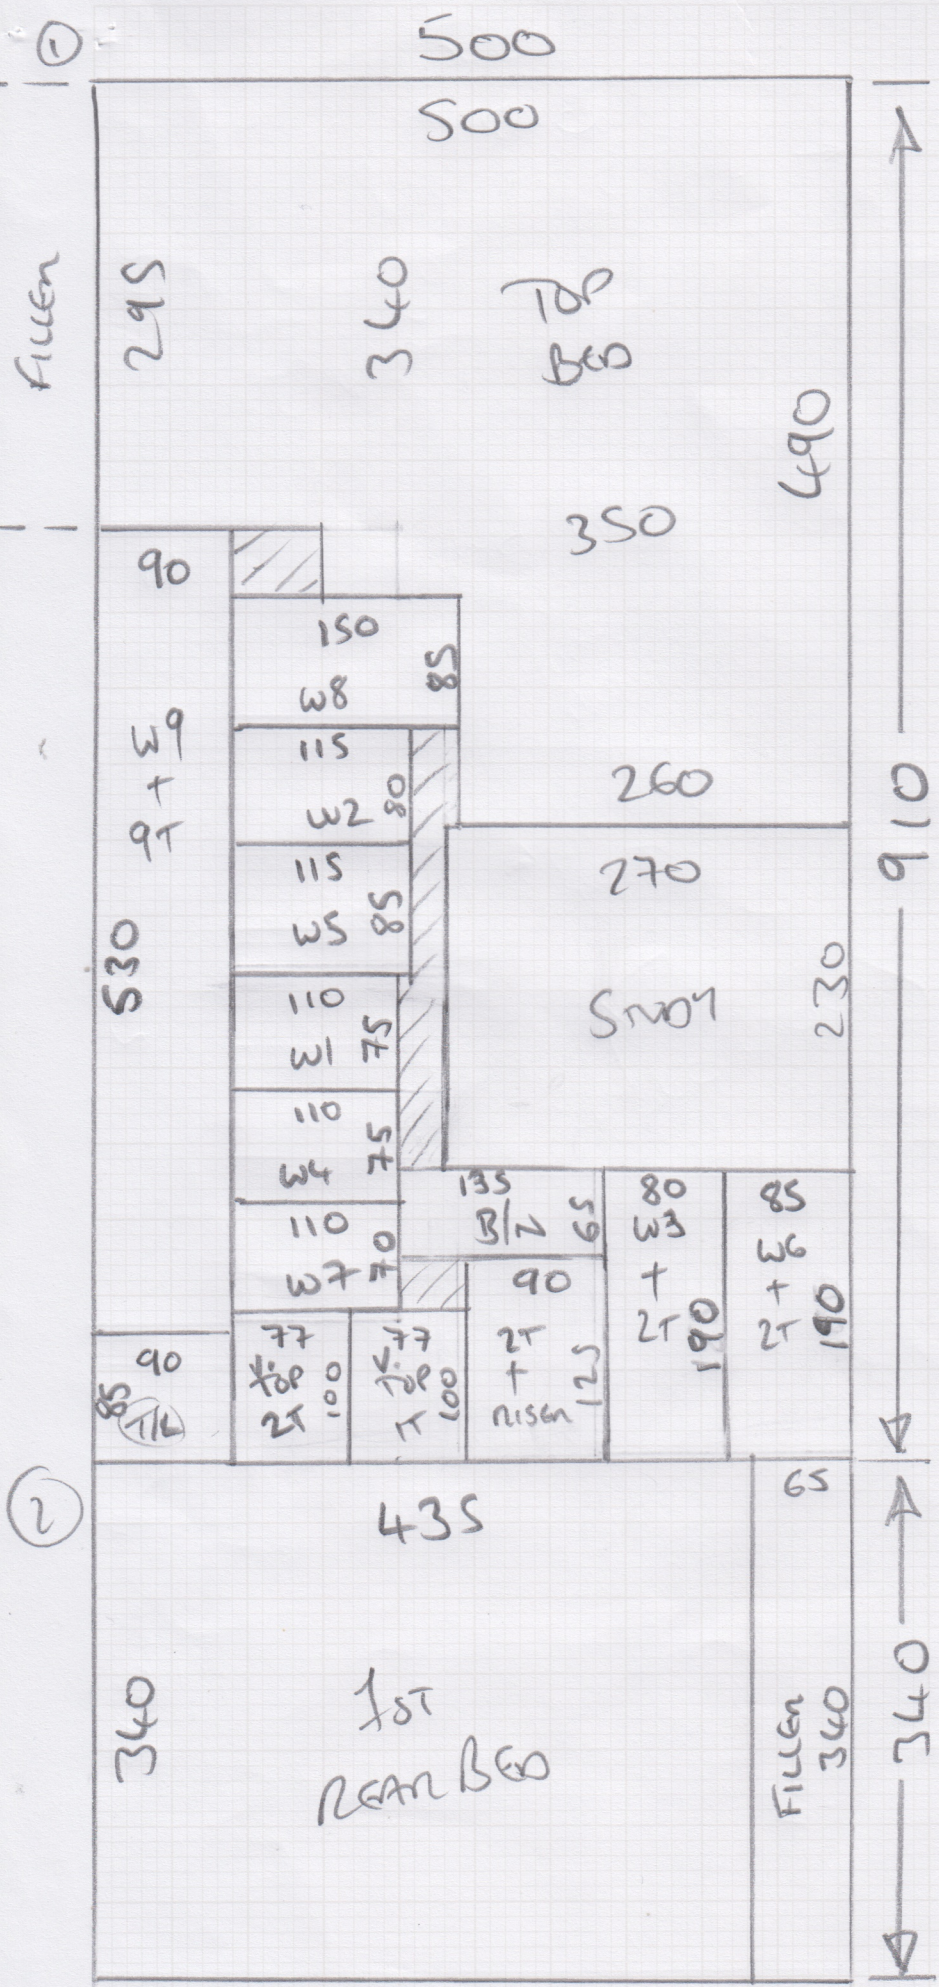 1
500
500
FILLER
295
340
TOP
BED
490
350
90
150
85
W8
W9
+
9T
115
80
W2
260
910
115
85
W5
270
530
110
75
W1
STUDY
230
110
75
W4
110
70
W7
135
B/N
65
80
W3
+
2T
190
85
W6
+
2T
190
90
2T
+
RISER
125
90
85
T/L
77
K.
TOP
2T
100
77
K.
TOP
1T
100
2
435
65
340
1ST
REAR BED
FILLER
340
340